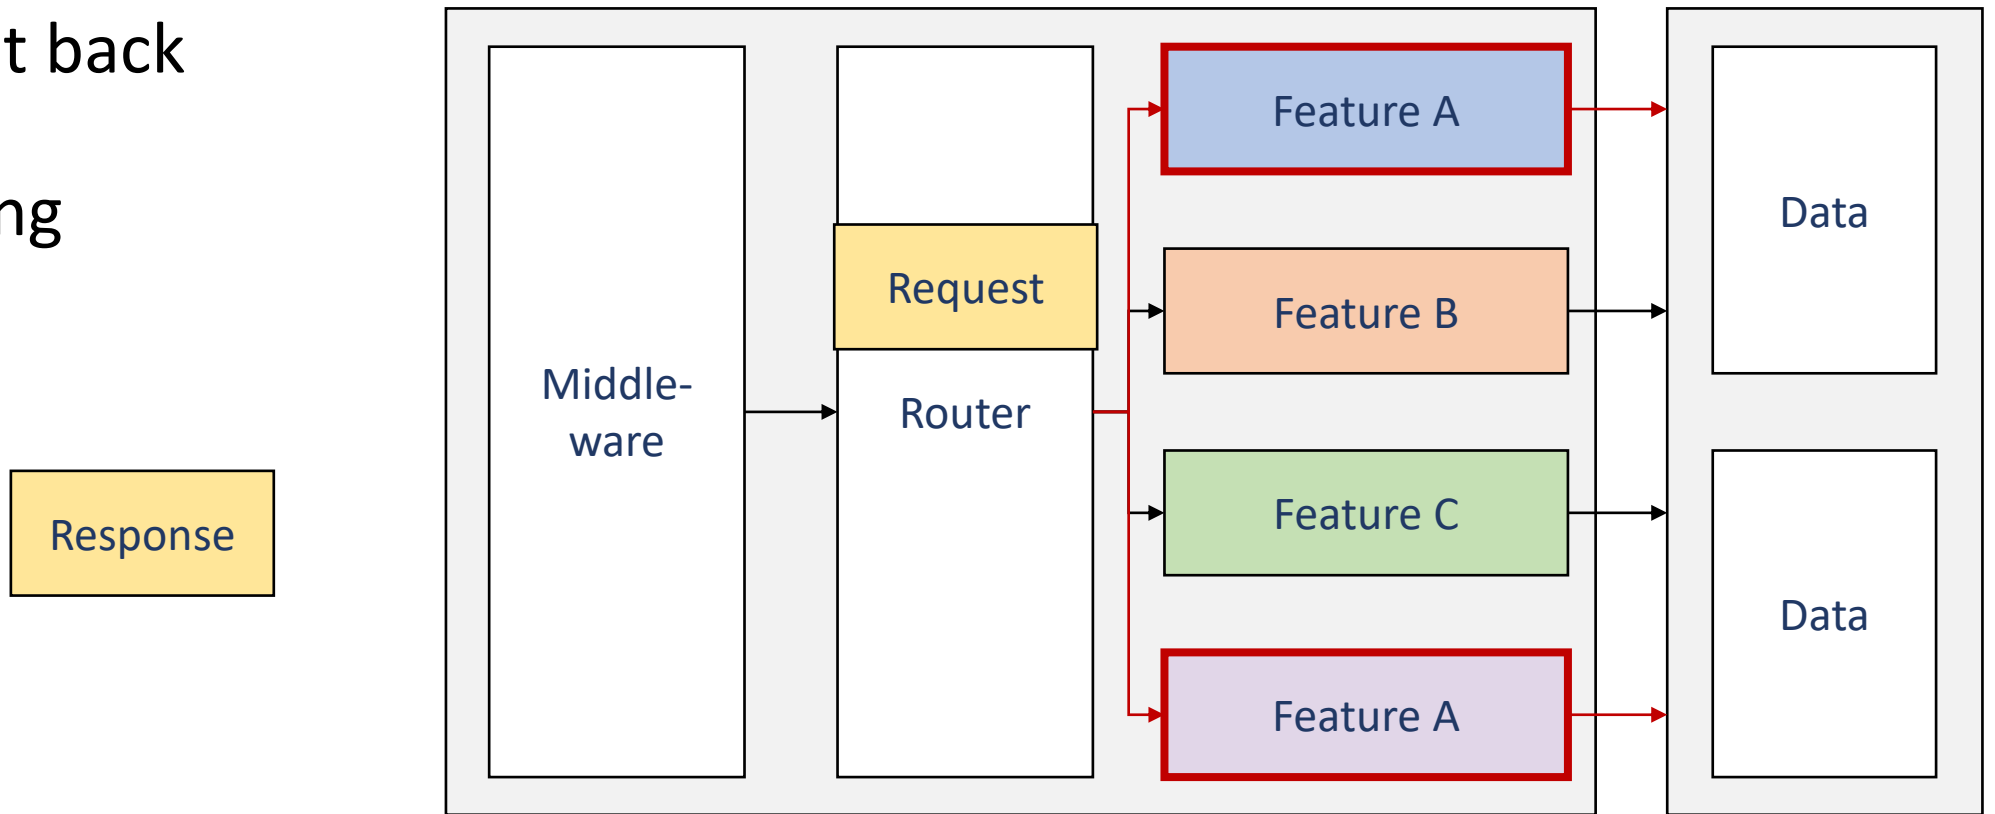 t back
ng
Response
Middle-
ware
Request
Router
Feature A
Feature B
Feature C
Feature A
Data
Data